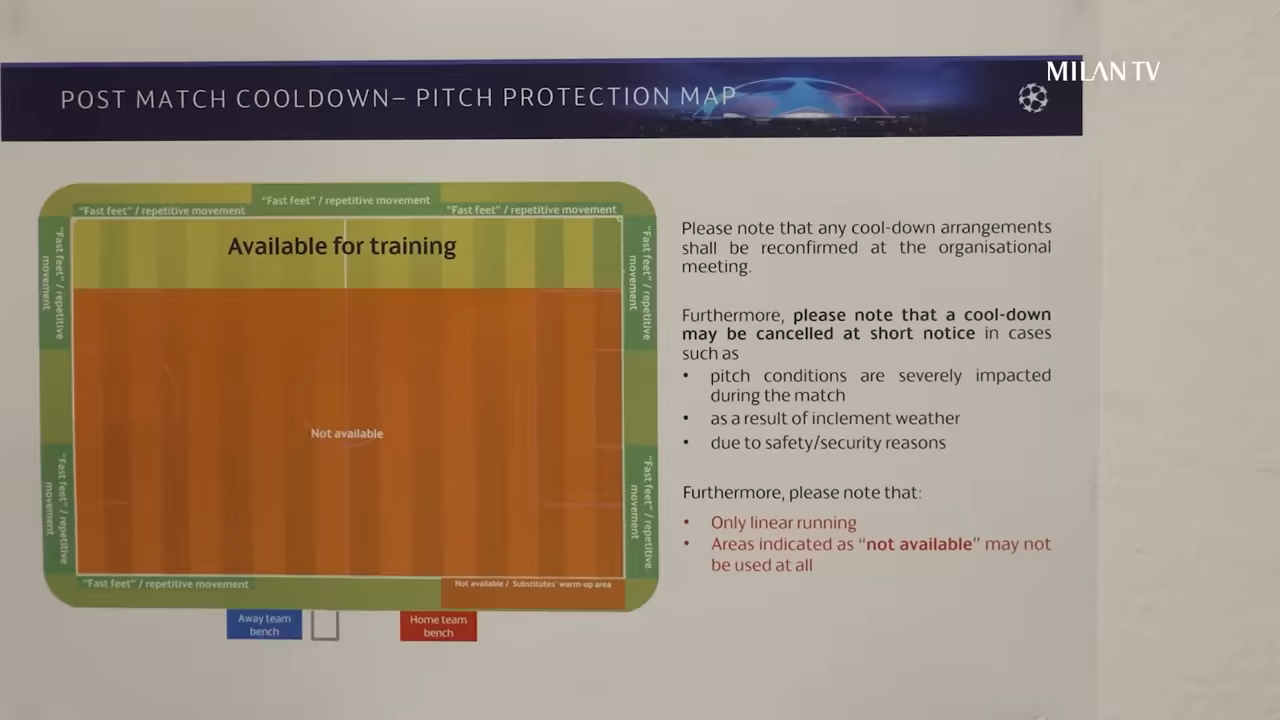 MILAN TV
POST MATCH COOLDOWN– PITCH PROTECTION MAP
"Fast feet" / repetitive movement
"Fast feet" / repetitive movement
"Fast feet" / repetitive movement
"Fast feet" / repetitive
movement
"Fast feet" / repetitive
movement
Available for training
Not available
"Fast feet" / repetitive
movement
"Fast feet" / repetitive
movement
"Fast feet" / repetitive movement
Not available / Substitutes' warm-up area
Away team
bench
Home team
bench
Please note that any cool-down arrangements
shall be reconfirmed at the organisational
meeting.
Furthermore, please note that a cool-down
may be cancelled at short notice in cases
such as
• pitch conditions are severely impacted
during the match
• as a result of inclement weather
• due to safety/security reasons
Furthermore, please note that:
• Only linear running
• Areas indicated as "not available" may not
be used at all